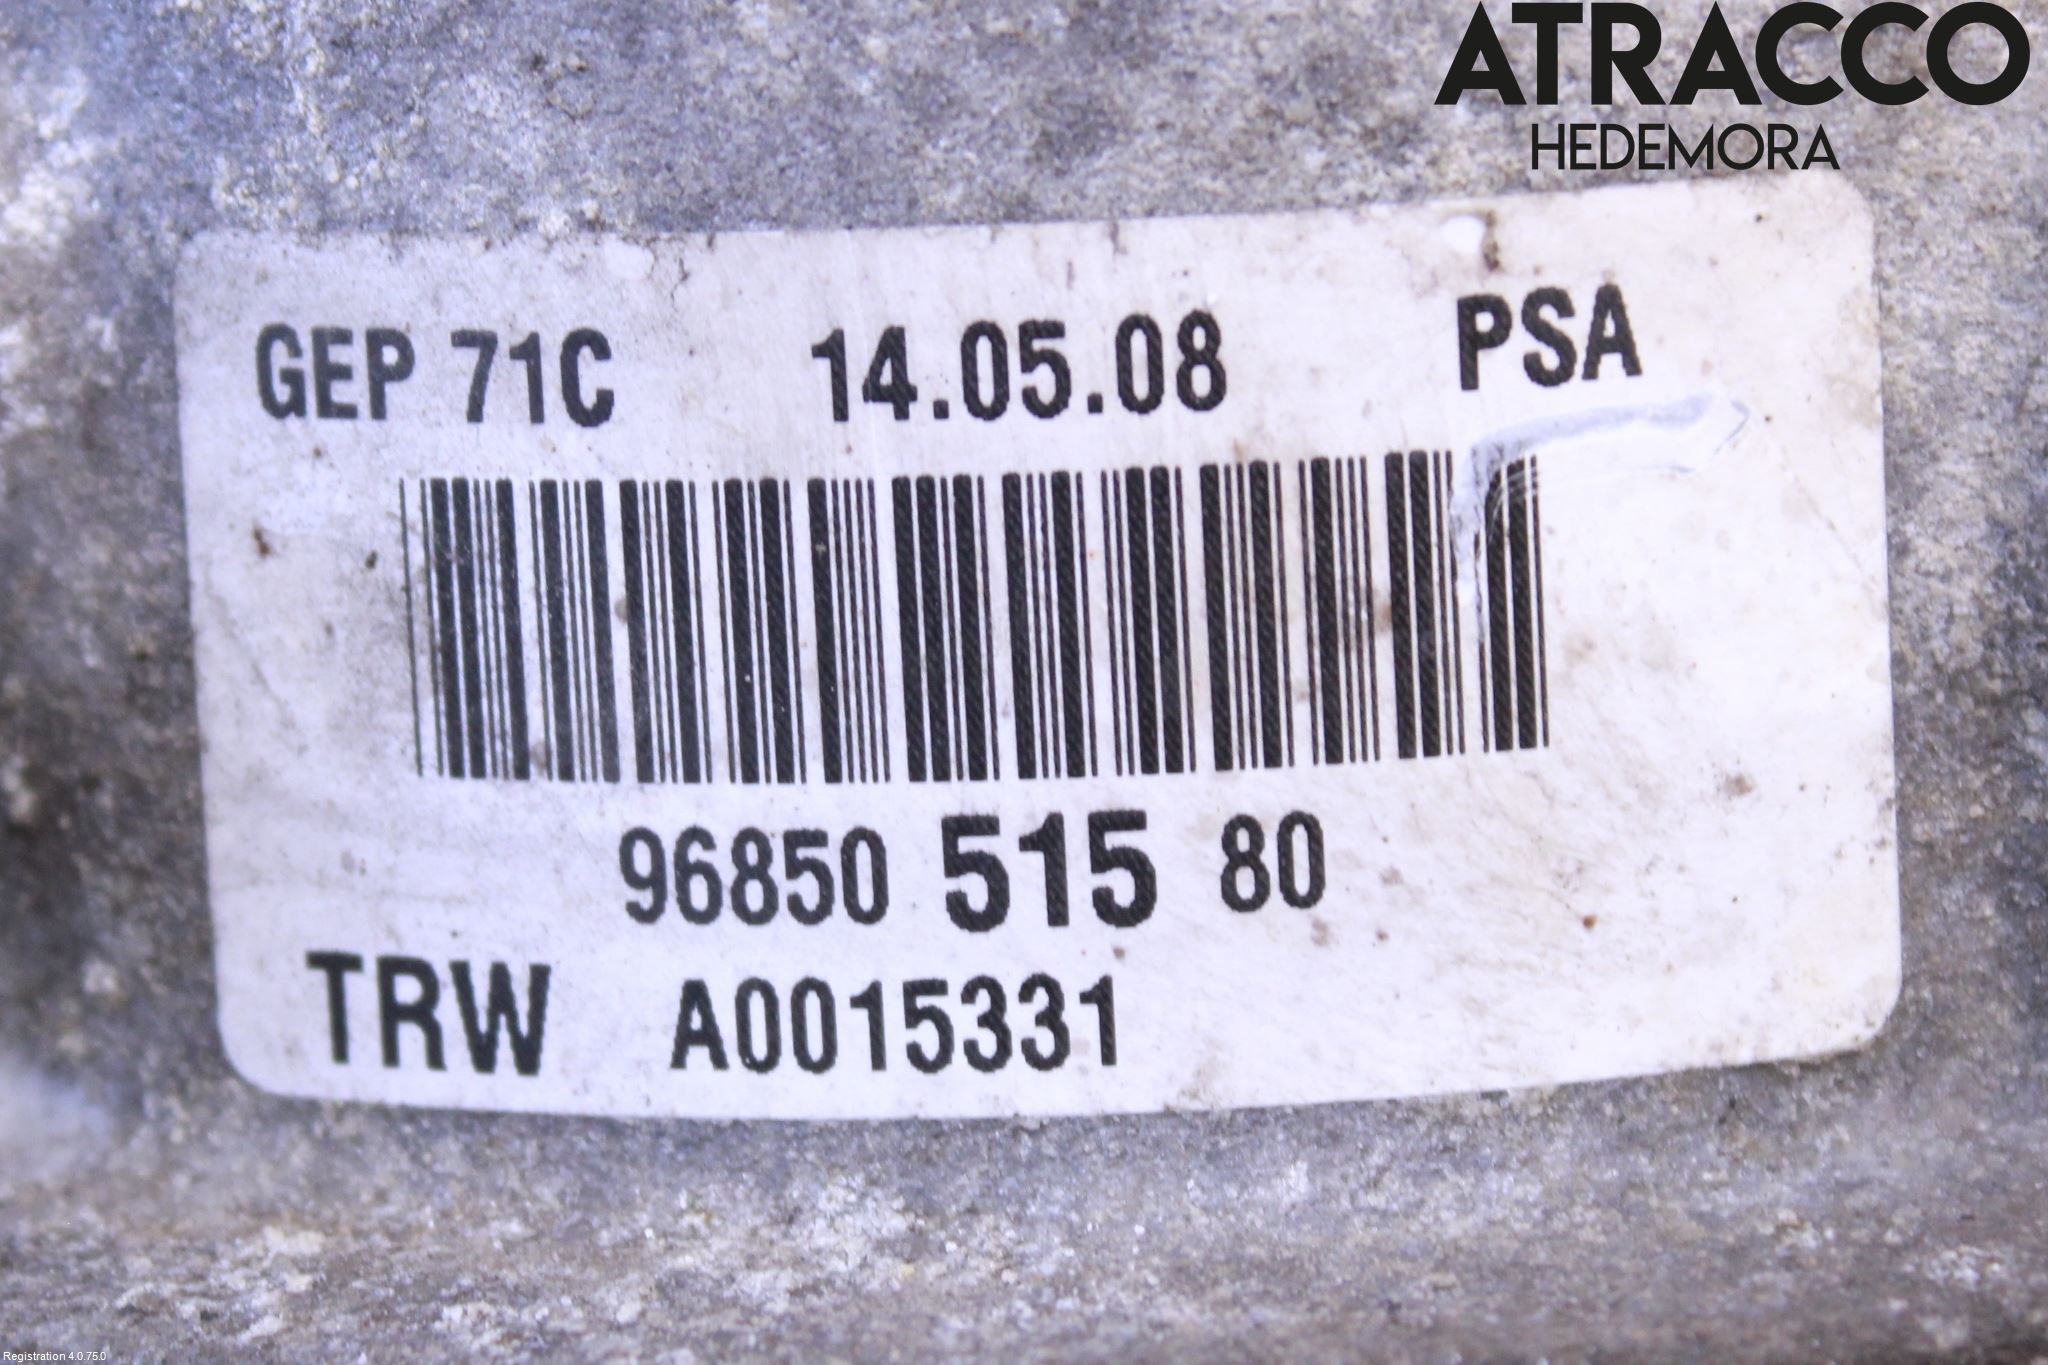 ATRACCO
HEDEMORA
GEP 71C 14.05.08 PSA
96850 515 80
TRW A0015331
Registration 4.0.75.0